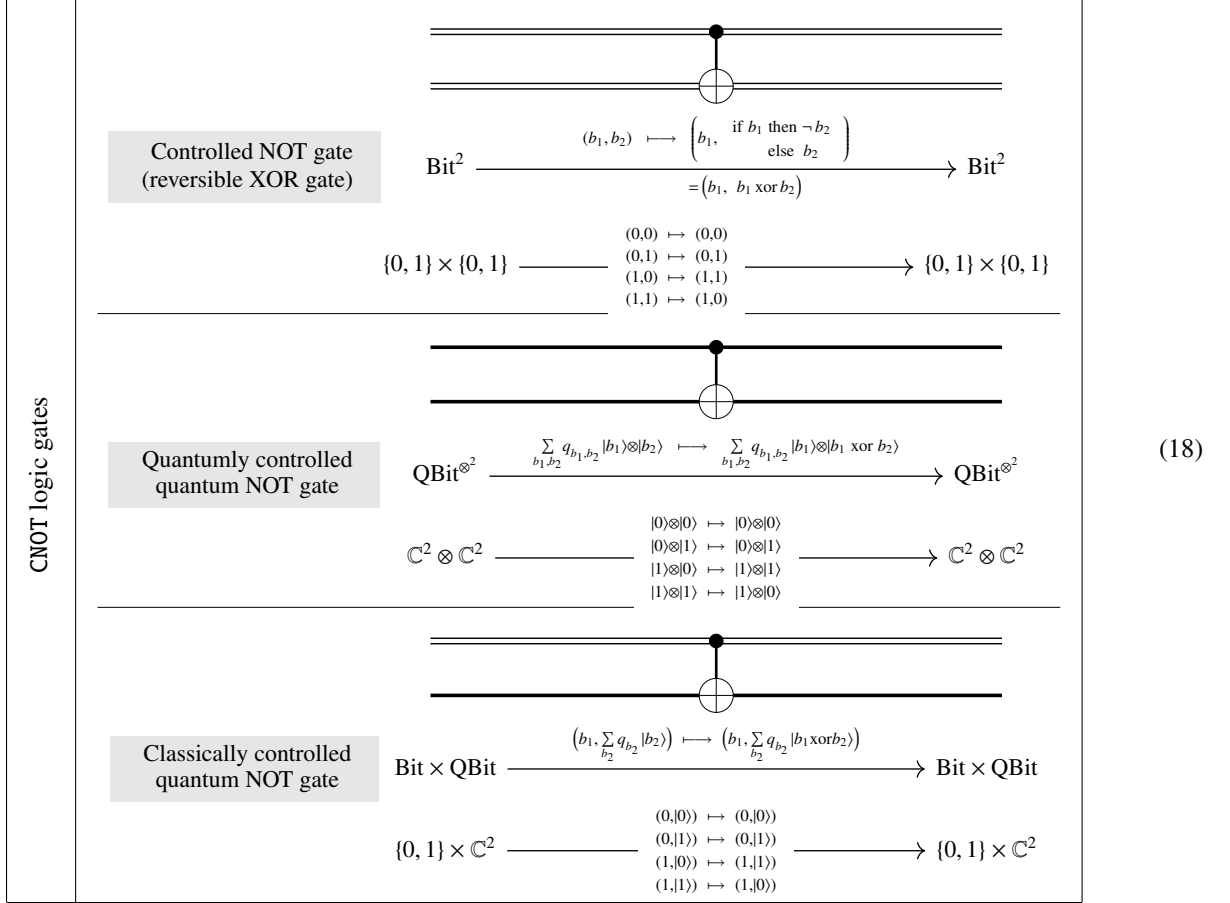 CNOT logic gates
Controlled NOT gate
(reversible XOR gate)
(b₁, b₂) ⟼ (b₁, if b₁ then ¬ b₂
else b₂)
Bit² Bit²
= (b₁, b₁ xor b₂)
{0, 1} × {0, 1} {0, 1} × {0, 1}
(0,0) ↦ (0,0)
(0,1) ↦ (0,1)
(1,0) ↦ (1,1)
(1,1) ↦ (1,0)
Quantumly controlled
quantum NOT gate
∑_{b₁,b₂} q_{b₁,b₂} |b₁⟩⊗|b₂⟩ ⟼ ∑_{b₁,b₂} q_{b₁,b₂} |b₁⟩⊗|b₁ xor b₂⟩
QBit^{⊗²} QBit^{⊗²}
ℂ² ⊗ ℂ² ℂ² ⊗ ℂ²
|0⟩⊗|0⟩ ↦ |0⟩⊗|0⟩
|0⟩⊗|1⟩ ↦ |0⟩⊗|1⟩
|1⟩⊗|0⟩ ↦ |1⟩⊗|1⟩
|1⟩⊗|1⟩ ↦ |1⟩⊗|0⟩
(18)
Classically controlled
quantum NOT gate
(b₁, ∑_{b₂} q_{b₂} |b₂⟩) ⟼ (b₁, ∑_{b₂} q_{b₂} |b₁xorb₂⟩)
Bit × QBit Bit × QBit
{0, 1} × ℂ² {0, 1} × ℂ²
(0,|0⟩) ↦ (0,|0⟩)
(0,|1⟩) ↦ (0,|1⟩)
(1,|0⟩) ↦ (1,|1⟩)
(1,|1⟩) ↦ (1,|0⟩)